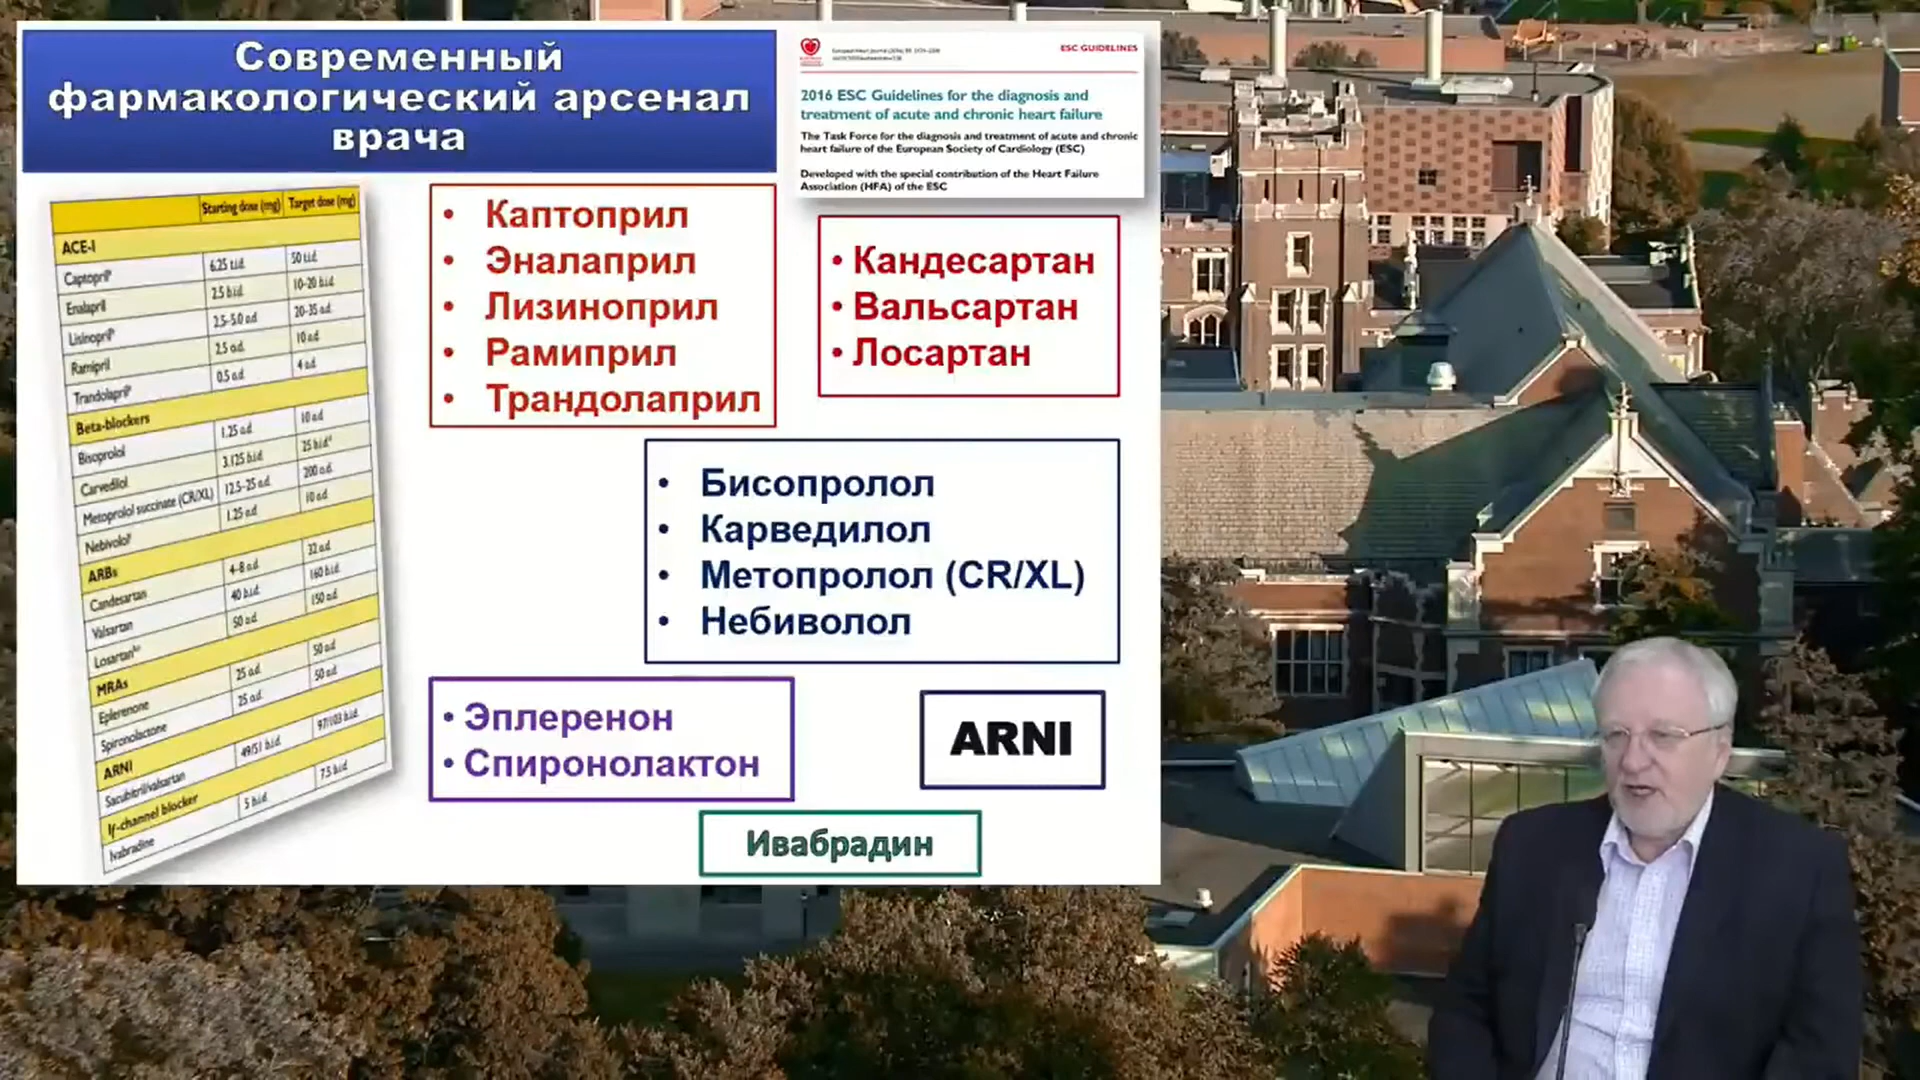 Современный
фармакологический арсенал
врача
ESC GUIDELINES
2016 ESC Guidelines for the diagnosis and
treatment of acute and chronic heart failure
The Task Force for the diagnosis and treatment of acute and chronic
heart failure of the European Society of Cardiology (ESC)
Developed with the special contribution of the Heart Failure
Association (HFA) of the ESC
Starting dose (mg) Target dose (mg)
ACE-I
Captopril 6.25 t.i.d. 50 t.i.d.
Enalapril 2.5 b.i.d. 10-20 b.i.d.
Lisinopril 2.5-5.0 o.d. 20-35 o.d.
Ramipril 2.5 o.d. 10 o.d.
Trandolapril 0.5 o.d. 4 o.d.
Beta-blockers
Bisoprolol 1.25 o.d. 10 o.d.
Carvedilol 3.125 b.i.d. 25 b.i.d.
Metoprolol succinate (CR/XL) 12.5-25 o.d. 200 o.d.
Nebivolol 1.25 o.d. 10 o.d.
ARBs
Candesartan 4-8 o.d. 32 o.d.
Valsartan 40 b.i.d. 160 b.i.d.
Losartan 50 o.d. 150 o.d.
MRAs
Eplerenone 25 o.d. 50 o.d.
Spironolactone 25 o.d. 50 o.d.
ARNI
Sacubitril/valsartan 49/51 b.i.d. 97/103 b.i.d.
If-channel blocker
Ivabradine 5 b.i.d. 7.5 b.i.d.
• Каптоприл
• Эналаприл
• Лизиноприл
• Рамиприл
• Трандолаприл
• Кандесартан
• Вальсартан
• Лосартан
• Бисопролол
• Карведилол
• Метопролол (CR/XL)
• Небиволол
• Эплеренон
• Спиронолактон
ARNI
Ивабрадин